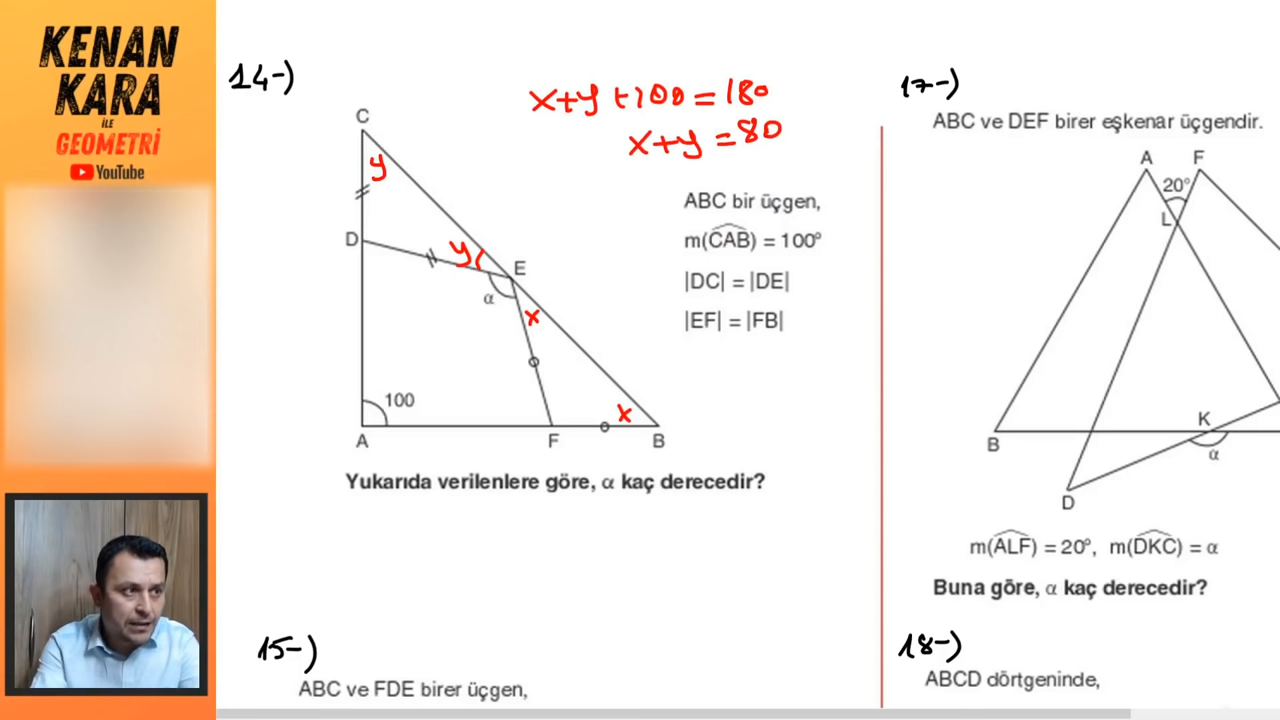 KENAN
KARA
İLE
GEOMETRİ
YouTube
14-)
x+y+100=180
x+y=80
C
y
D
y
E
α
x
100
x
A
F
B
ABC bir üçgen,
m(CAB) = 100°
|DC| = |DE|
|EF| = |FB|
Yukarıda verilenlere göre, α kaç derecedir?
15-)
ABC ve FDE birer üçgen,
17-)
ABC ve DEF birer eşkenar üçgendir.
A
F
20°
L
K
B
α
D
m(ALF) = 20°, m(DKC) = α
Buna göre, α kaç derecedir?
18-)
ABCD dörtgeninde,